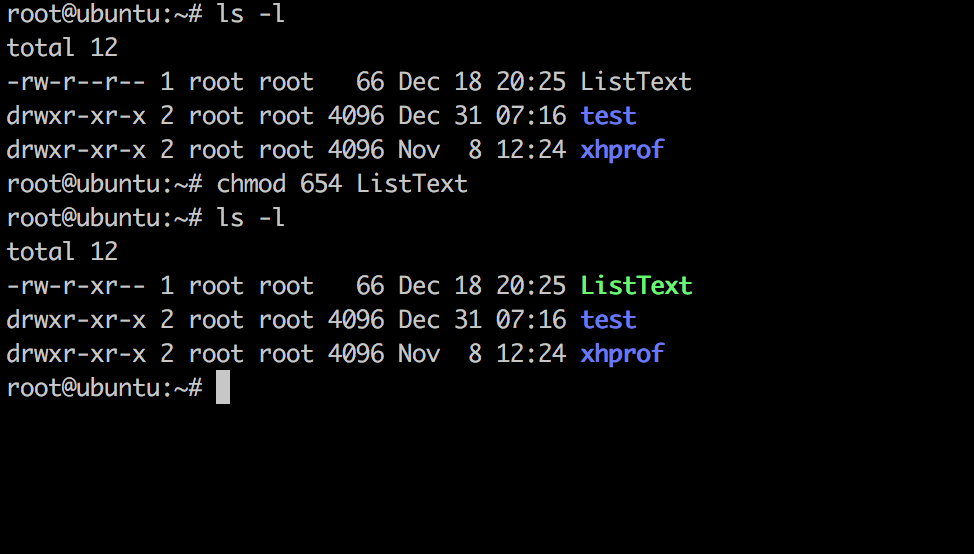 root@ubuntu:~# ls -l
total 12
-rw-r--r-- 1 root root   66 Dec 18 20:25 ListText
drwxr-xr-x 2 root root 4096 Dec 31 07:16 test
drwxr-xr-x 2 root root 4096 Nov  8 12:24 xhprof
root@ubuntu:~# chmod 654 ListText
root@ubuntu:~# ls -l
total 12
-rw-r-xr-- 1 root root   66 Dec 18 20:25 ListText
drwxr-xr-x 2 root root 4096 Dec 31 07:16 test
drwxr-xr-x 2 root root 4096 Nov  8 12:24 xhprof
root@ubuntu:~#